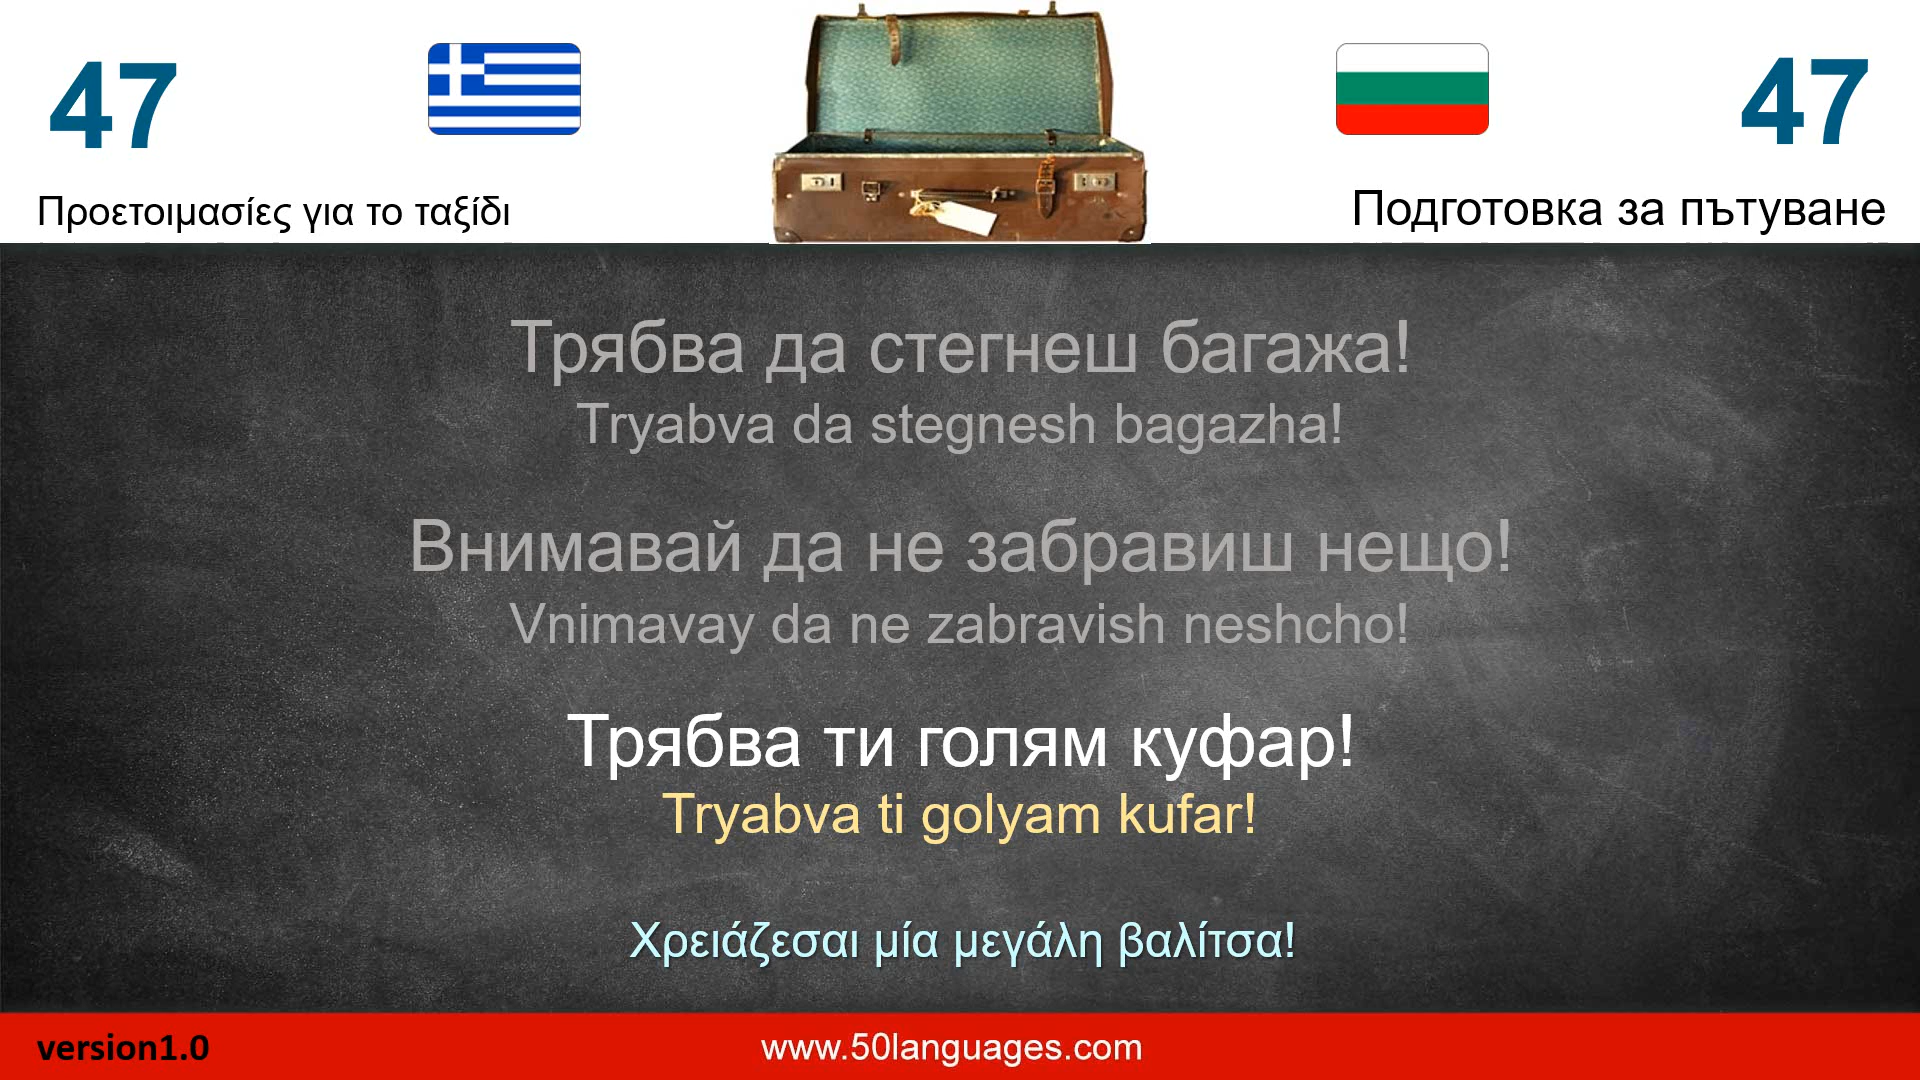 47
47
Προετοιμασίες για το ταξίδι
Подготовка за пътуване
Трябва да стегнеш багажа!
Tryabva da stegnesh bagazha!
Внимавай да не забравиш нещо!
Vnimavay da ne zabravish neshcho!
Трябва ти голям куфар!
Tryabva ti golyam kufar!
Χρειάζεσαι μία μεγάλη βαλίτσα!
version1.0
www.50languages.com